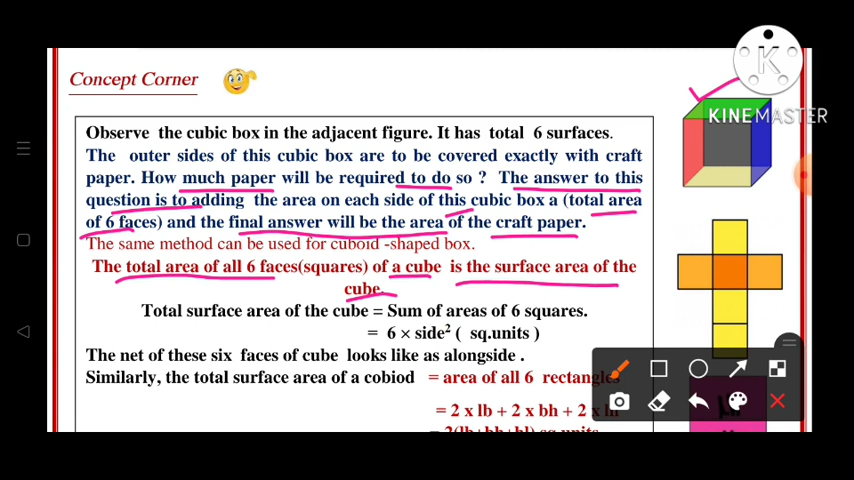 Concept Corner
K
KINEMASTER
Observe the cubic box in the adjacent figure. It has total 6 surfaces.
The outer sides of this cubic box are to be covered exactly with craft
paper. How much paper will be required to do so ? The answer to this
question is to adding the area on each side of this cubic box a (total area
of 6 faces) and the final answer will be the area of the craft paper.
The same method can be used for cuboid -shaped box.
The total area of all 6 faces(squares) of a cube is the surface area of the
cube.
Total surface area of the cube = Sum of areas of 6 squares.
= 6 × side² ( sq.units )
The net of these six faces of cube looks like as alongside .
Similarly, the total surface area of a cobiod = area of all 6 rectangles
= 2 x lb + 2 x bh + 2 x
= 2(lb+bh+hl) sq.units